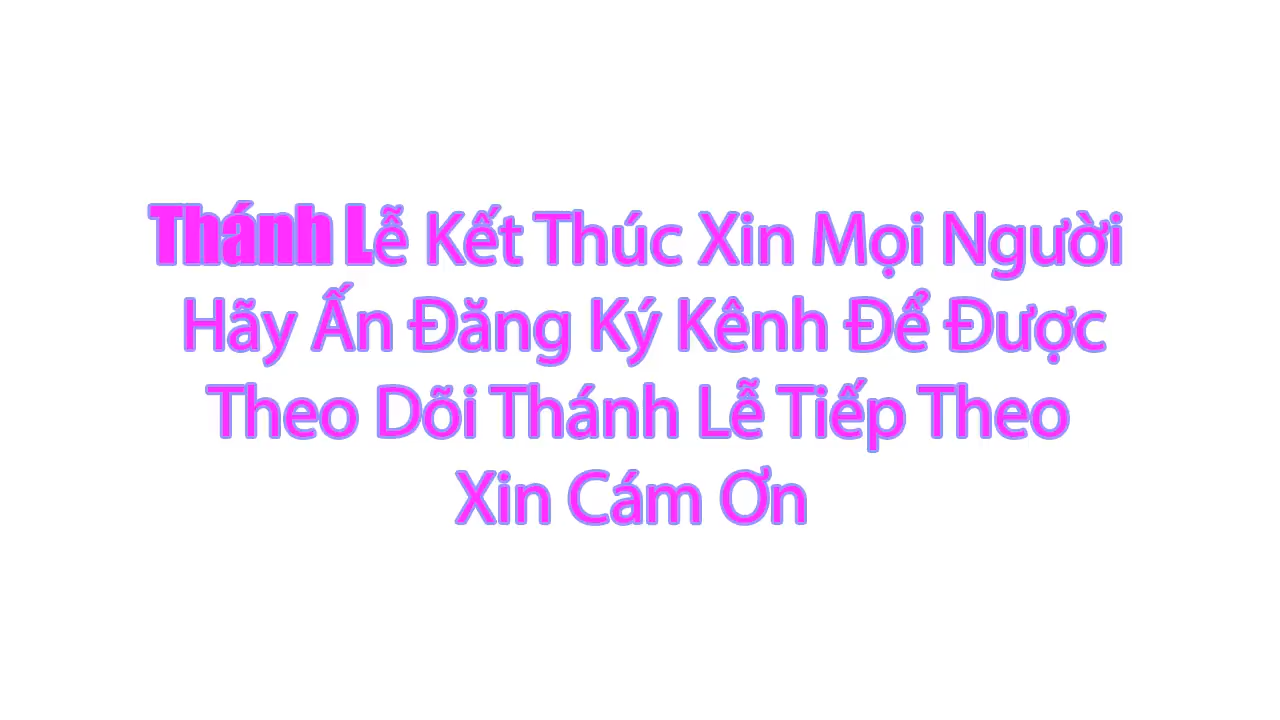 Thánh Lễ Kết Thúc Xin Mọi Người
Hãy Ấn Đăng Ký Kênh Để Được
Theo Dõi Thánh Lễ Tiếp Theo
Xin Cám Ơn